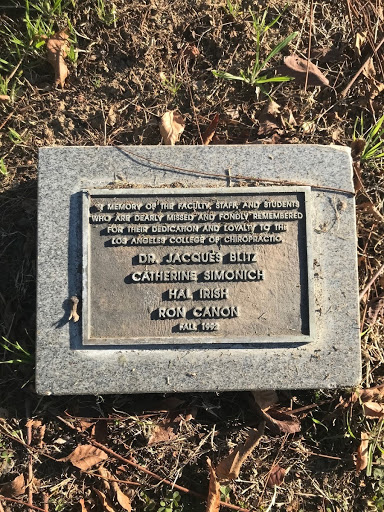 IN MEMORY OF THE FACULTY, STAFF, AND STUDENTS
WHO ARE DEARLY MISSED AND FONDLY REMEMBERED
FOR THEIR DEDICATION AND LOYALTY TO THE
LOS ANGELES COLLEGE OF CHIROPRACTIC.
DR. JACQUES BLITZ
CATHERINE SIMONICH
HAL IRISH
RON CANON
FALL 1992